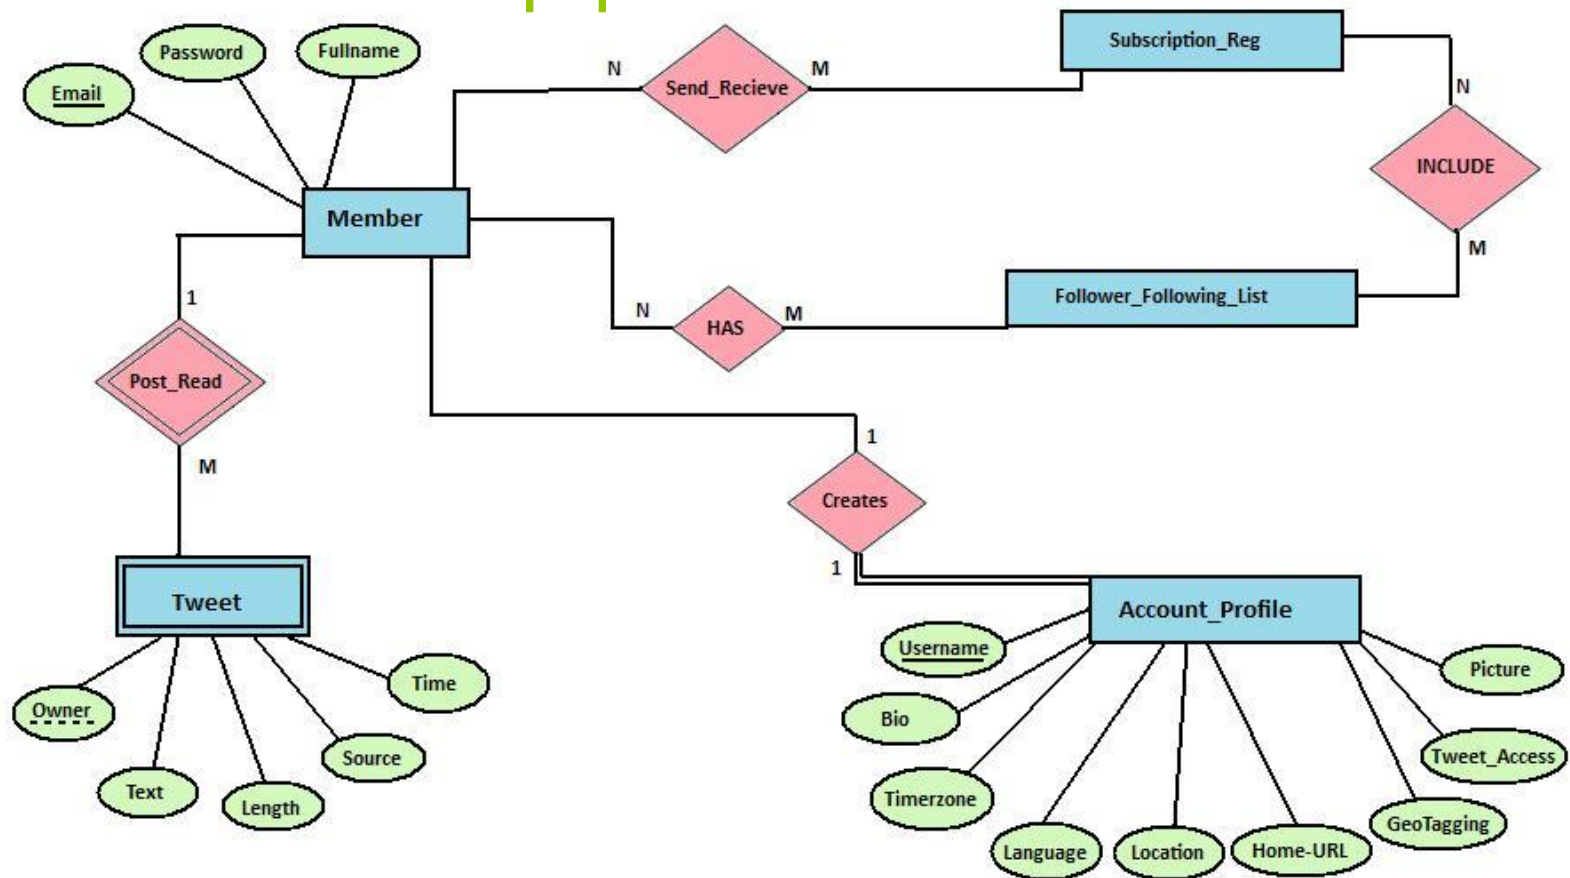 Subscription_Reg
Fullname
Password
N
M
Send_Recieve
Email
N
INCLUDE
Member
M
1
Follower_Following_List
N
M
HAS
Post_Read
1
M
Creates
1
Tweet
Account_Profile
Username
Picture
Time
Owner
Bio
Source
Tweet_Access
Text
Timerzone
Length
GeoTagging
Language
Location
Home-URL